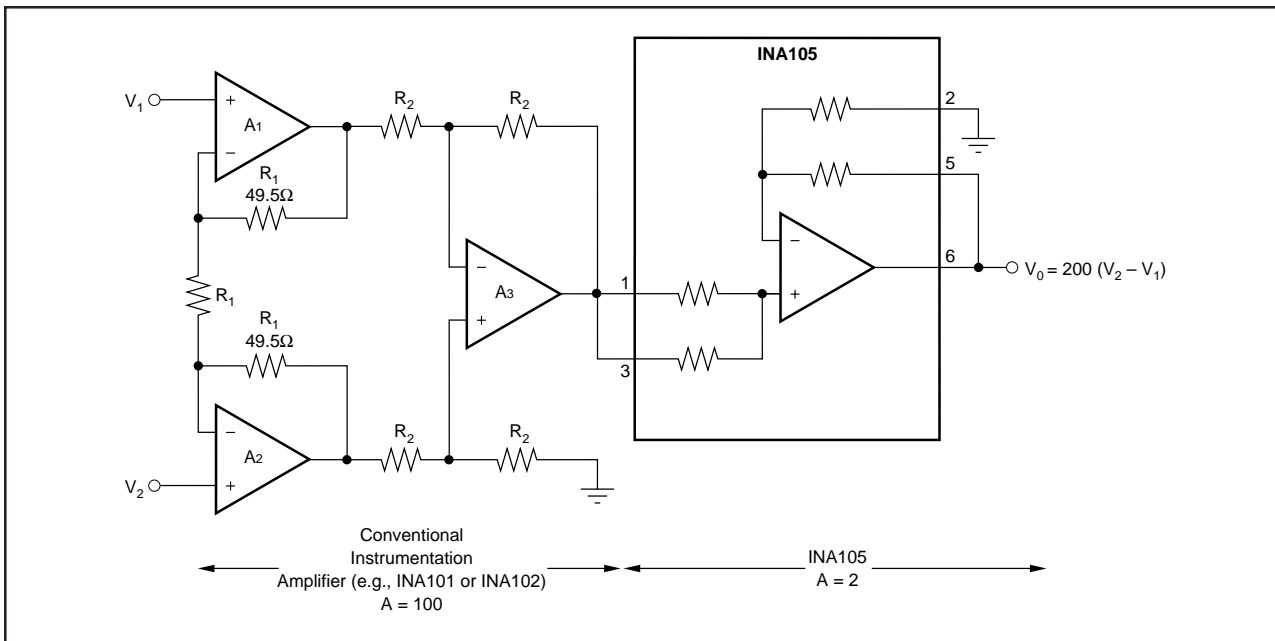 INA105
V1
A1
+
−
R1
49.5Ω
R2
R2
R1
A3
−
+
R1
49.5Ω
A2
−
+
V2
R2
R2
1
3
−
+
2
5
6
V0 = 200 (V2 – V1)
Conventional
Instrumentation
Amplifier (e.g., INA101 or INA102)
A = 100
INA105
A = 2